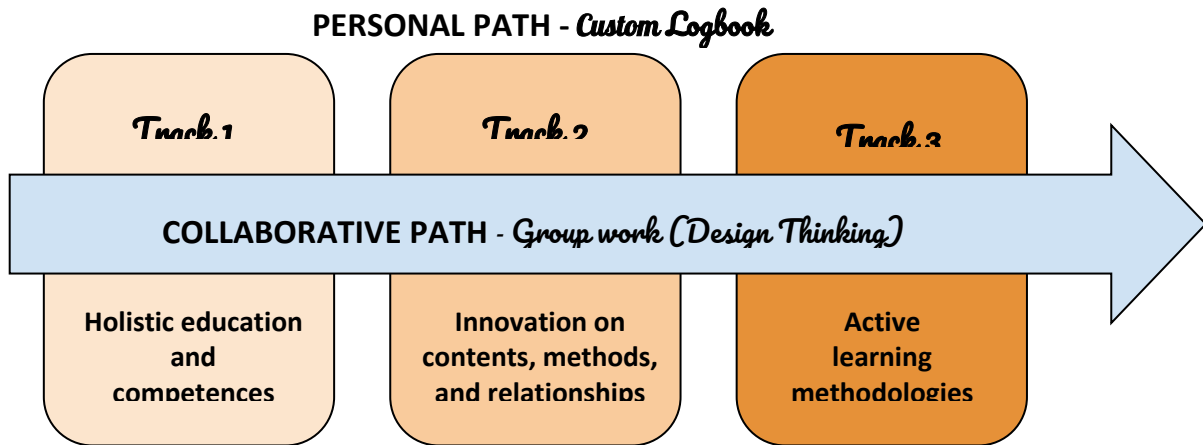 PERSONAL PATH - Custom Logbook
Track 1
Track 2
Track 3
COLLABORATIVE PATH - Group work (Design Thinking)
Holistic education
and
competences
Innovation on
contents, methods,
and relationships
Active
learning
methodologies